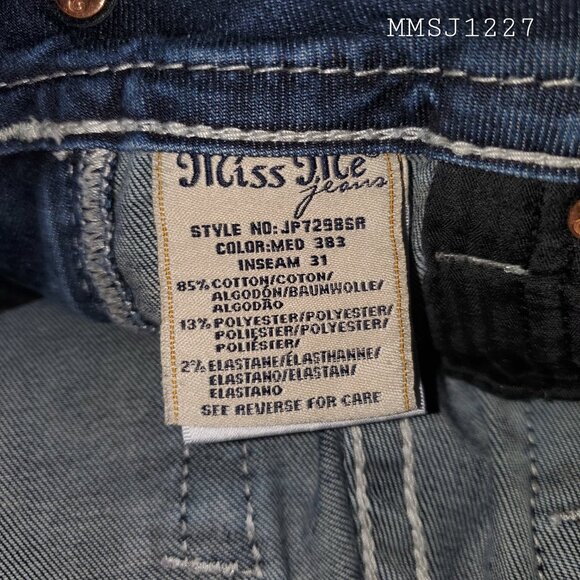 MMSJ1227
Miss Me
jeans
STYLE NO:JP7298SR
COLOR:MED 383
INSEAM 31
85% COTTON/COTON/
ALGODÓN/BAUMWOLLE/
ALGODÃO
13% POLYESTER/POLYESTER/
POLIESTER/POLYESTER/
POLIÉSTER/
2% ELASTANE/ÉLASTHANNE/
ELASTANO/ELASTAN/
ELASTANO
SEE REVERSE FOR CARE